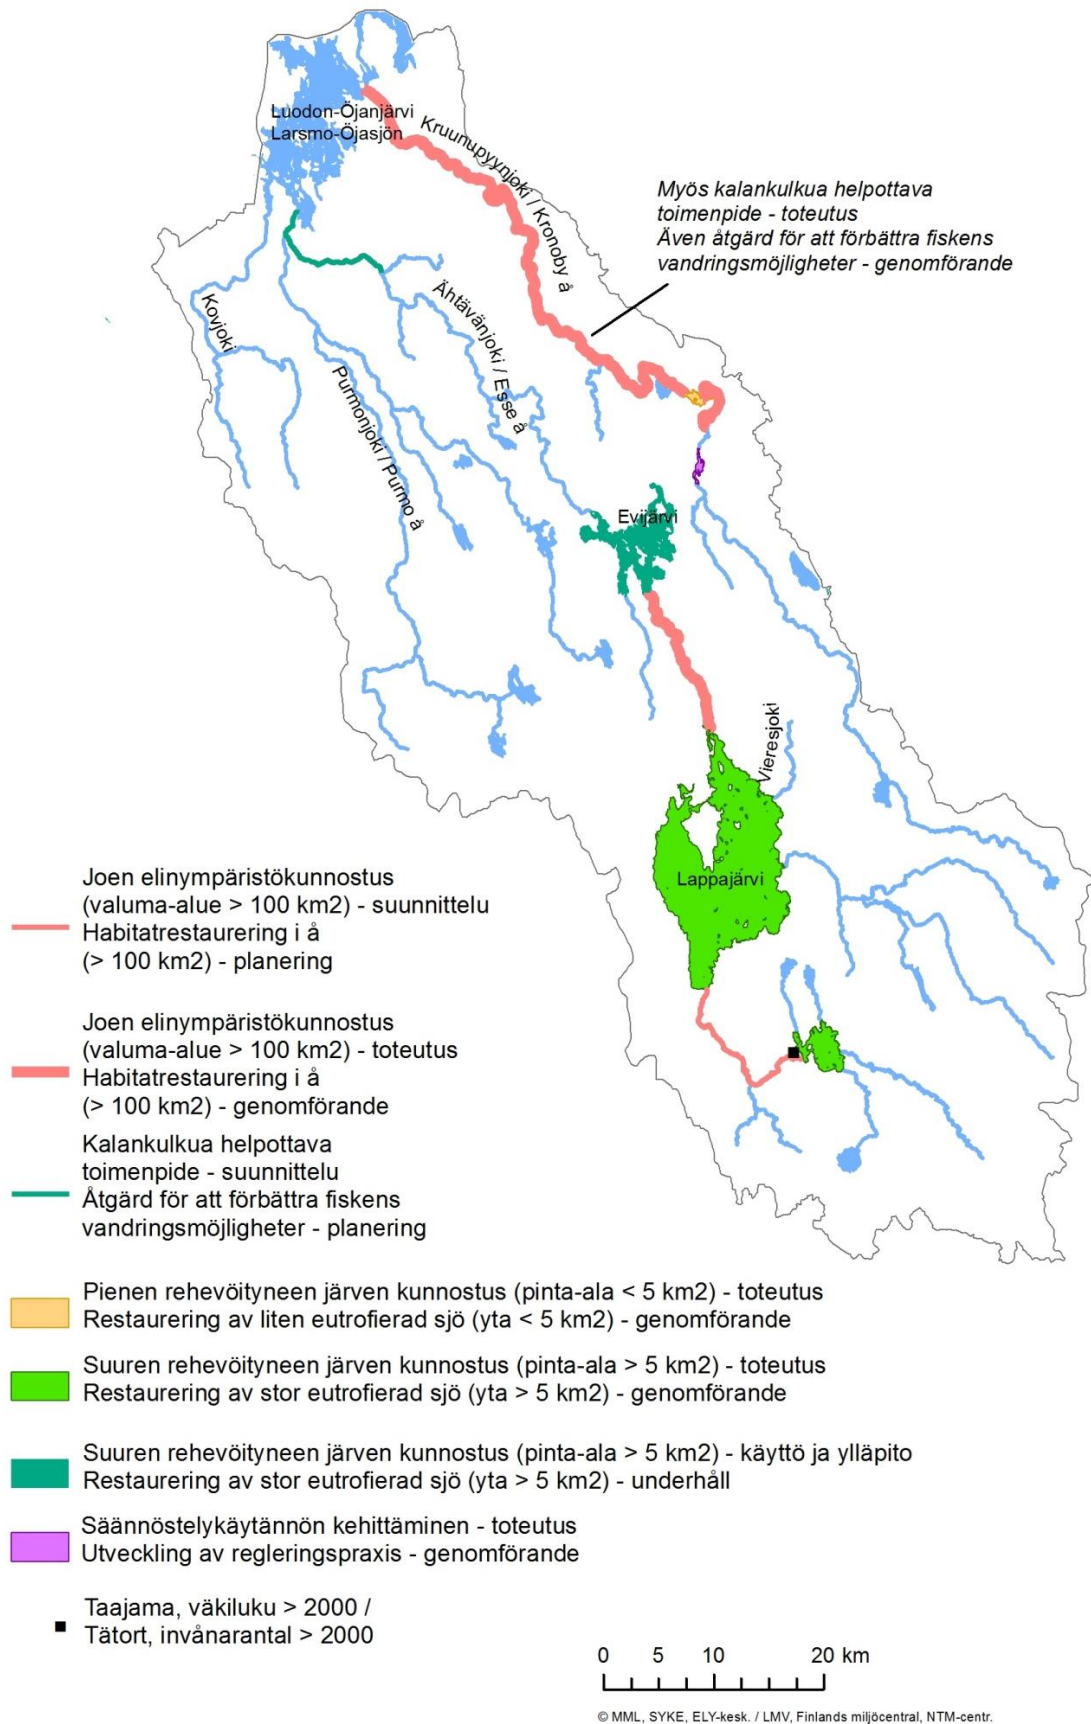 Luodon-Öjanjärvi
Larsmo-Öjasjön
Kruunupyynjoki / Kronoby å
Myös kalankulkua helpottava
toimenpide - toteutus
Även åtgärd för att förbättra fiskens
vandringsmöjligheter - genomförande
Kovjoki
Ähtävänjoki / Esse å
Purmonjoki / Purmo å
Evijärvi
Vieresjoki
Lappajärvi
Joen elinympäristökunnostus
(valuma-alue > 100 km2) - suunnittelu
Habitatrestaurering i å
(> 100 km2) - planering
Joen elinympäristökunnostus
(valuma-alue > 100 km2) - toteutus
Habitatrestaurering i å
(> 100 km2) - genomförande
Kalankulkua helpottava
toimenpide - suunnittelu
Åtgärd för att förbättra fiskens
vandringsmöjligheter - planering
Pienen rehevöityneen järven kunnostus (pinta-ala < 5 km2) - toteutus
Restaurering av liten eutrofierad sjö (yta < 5 km2) - genomförande
Suuren rehevöityneen järven kunnostus (pinta-ala > 5 km2) - toteutus
Restaurering av stor eutrofierad sjö (yta > 5 km2) - genomförande
Suuren rehevöityneen järven kunnostus (pinta-ala > 5 km2) - käyttö ja ylläpito
Restaurering av stor eutrofierad sjö (yta > 5 km2) - underhåll
Säännöstelykäytännön kehittäminen - toteutus
Utveckling av regleringspraxis - genomförande
Taajama, väkiluku > 2000 /
Tätort, invånarantal > 2000
0 5 10 20 km
© MML, SYKE, ELY-kesk. / LMV, Finlands miljöcentral, NTM-centr.